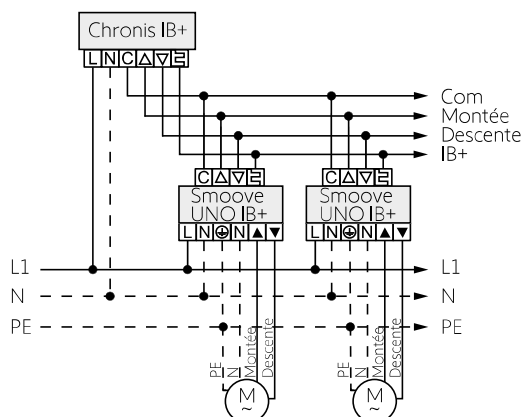 Chronis IB+
L N C
Com
Montée
Descente
IB+
C C
Smoove Smoove
UNO IB+ UNO IB+
L N N L N N
L1 L1
N N
PE PE
PE N Montée Descente PE N Montée Descente
M M
~ ~